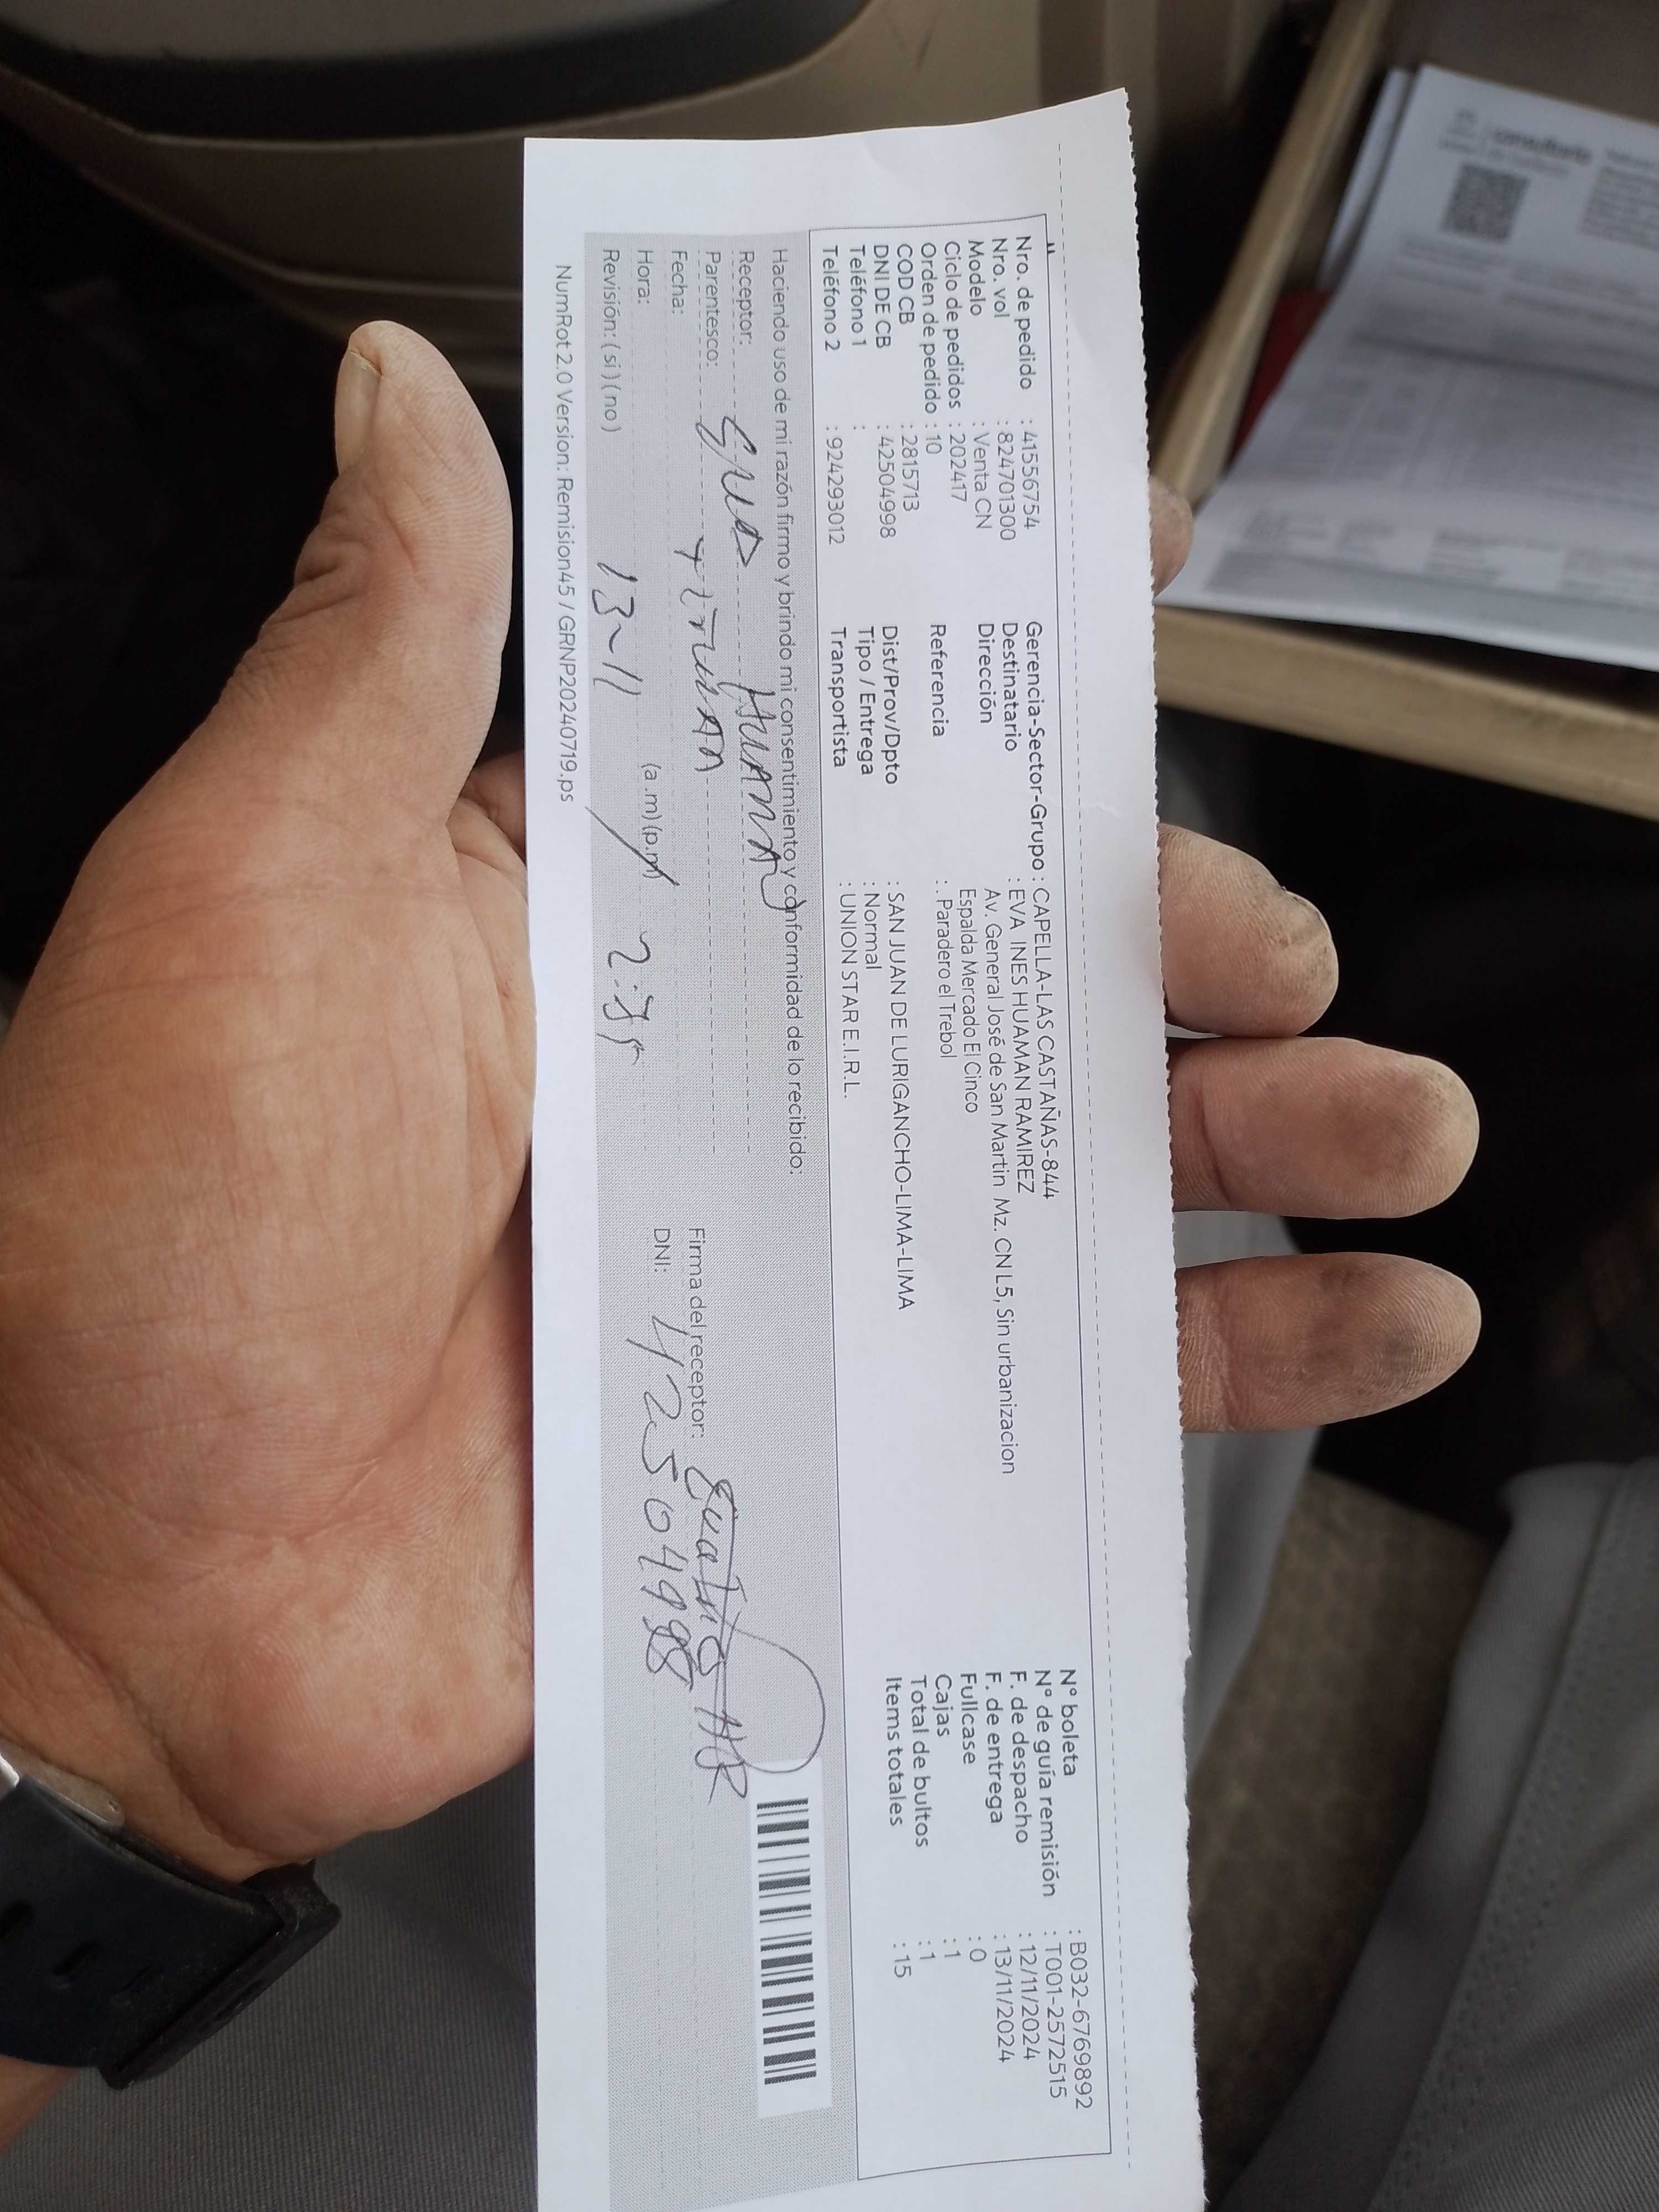 Nro. de pedido : 41556754
Nro. vol : 824701300
Modelo : Venta CN
Ciclo de pedidos : 202417
Orden de pedido : 10
COD CB : 2815713
DNI DE CB : 42504998
Teléfono 1 :
Teléfono 2 : 924293012
Gerencia-Sector-Grupo : CAPELLA-LAS CASTAÑAS-844
Destinatario : EVA INES HUAMAN RAMIREZ
Dirección Av. General José de San Martin Mz. CN L5, Sin urbanizacion
Espalda Mercado El Cinco
Referencia : . Paradero el Trebol
Dist/Prov/Dpto : SAN JUAN DE LURIGANCHO-LIMA-LIMA
Tipo / Entrega : Normal
Transportista : UNION STAR E.I.R.L.
N° boleta : B032-6769892
N° de guía remisión : T001-2572515
F. de despacho : 12/11/2024
F. de entrega : 13/11/2024
Fullcase : 0
Cajas : 1
Total de bultos : 1
Items totales : 15
Haciendo uso de mi razón firmo y brindo mi consentimiento y conformidad de lo recibido:
Receptor: HUAMAN
Parentesco:
Fecha:
Hora: 13-11 (a.m)(p.m)
Revisión: ( si ) ( no )
Firma del receptor:
DNI: 42504998
NumRot 2.0 Version: Remision45 / GRNP20240719.ps